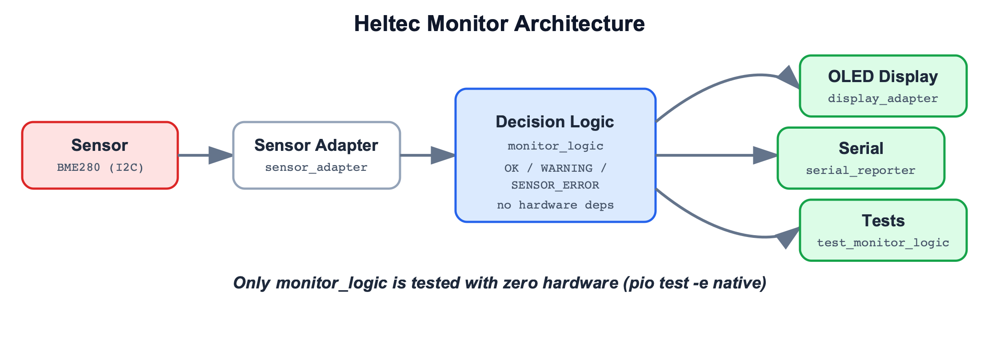 Heltec Monitor Architecture
Sensor
BME280 (I2C)
Sensor Adapter
sensor_adapter
Decision Logic
monitor_logic
OK / WARNING /
SENSOR_ERROR
no hardware deps
OLED Display
display_adapter
Serial
serial_reporter
Tests
test_monitor_logic
Only monitor_logic is tested with zero hardware (pio test -e native)